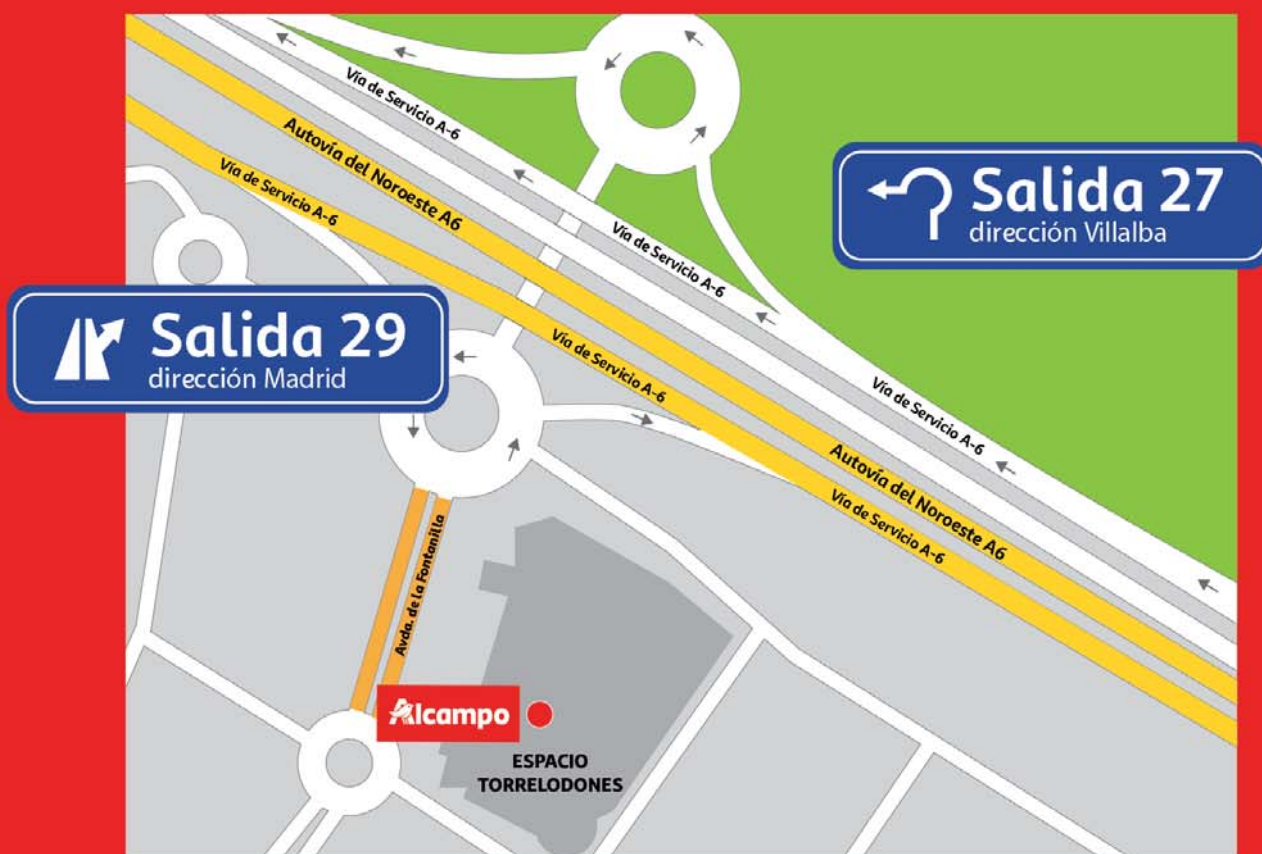 Vía de Servicio A-6
Autovía del Noroeste A6
Vía de Servicio A-6
Salida 27
dirección Villalba
Vía de Servicio A-6
Salida 29
dirección Madrid
Vía de Servicio A-6
Vía de Servicio A-6
Autovía del Noroeste A6
Vía de Servicio A-6
Avda. de la Fontanilla
Alcampo
ESPACIO
TORRELODONES